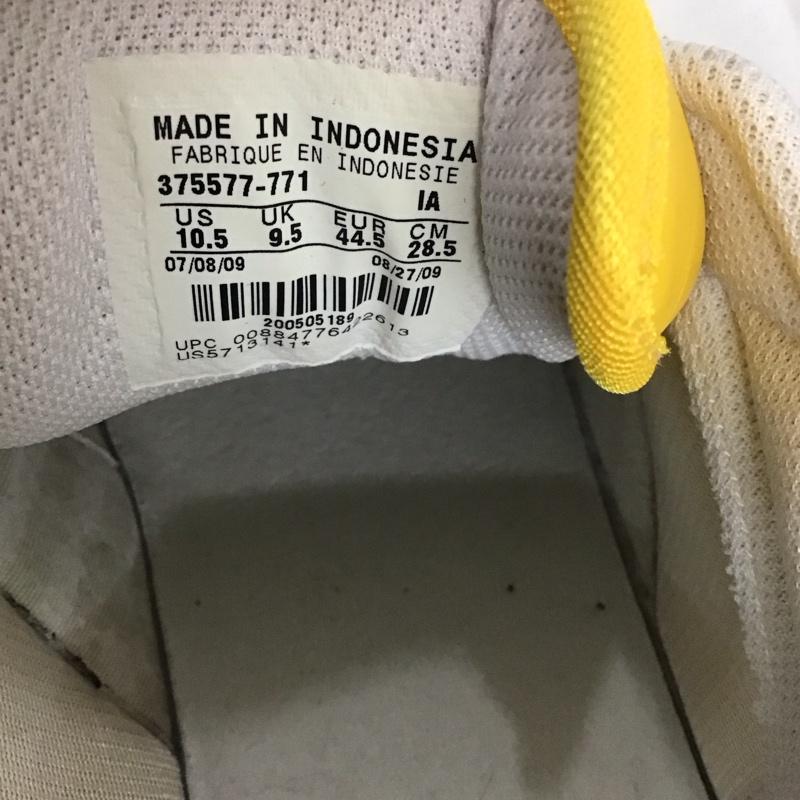 MADE IN INDONESIA
FABRIQUE EN INDONESIE
375577-771 IA
US UK EUR CM
10.5 9.5 44.5 28.5
07/08/09 08/27/09
UPC
US5713141*